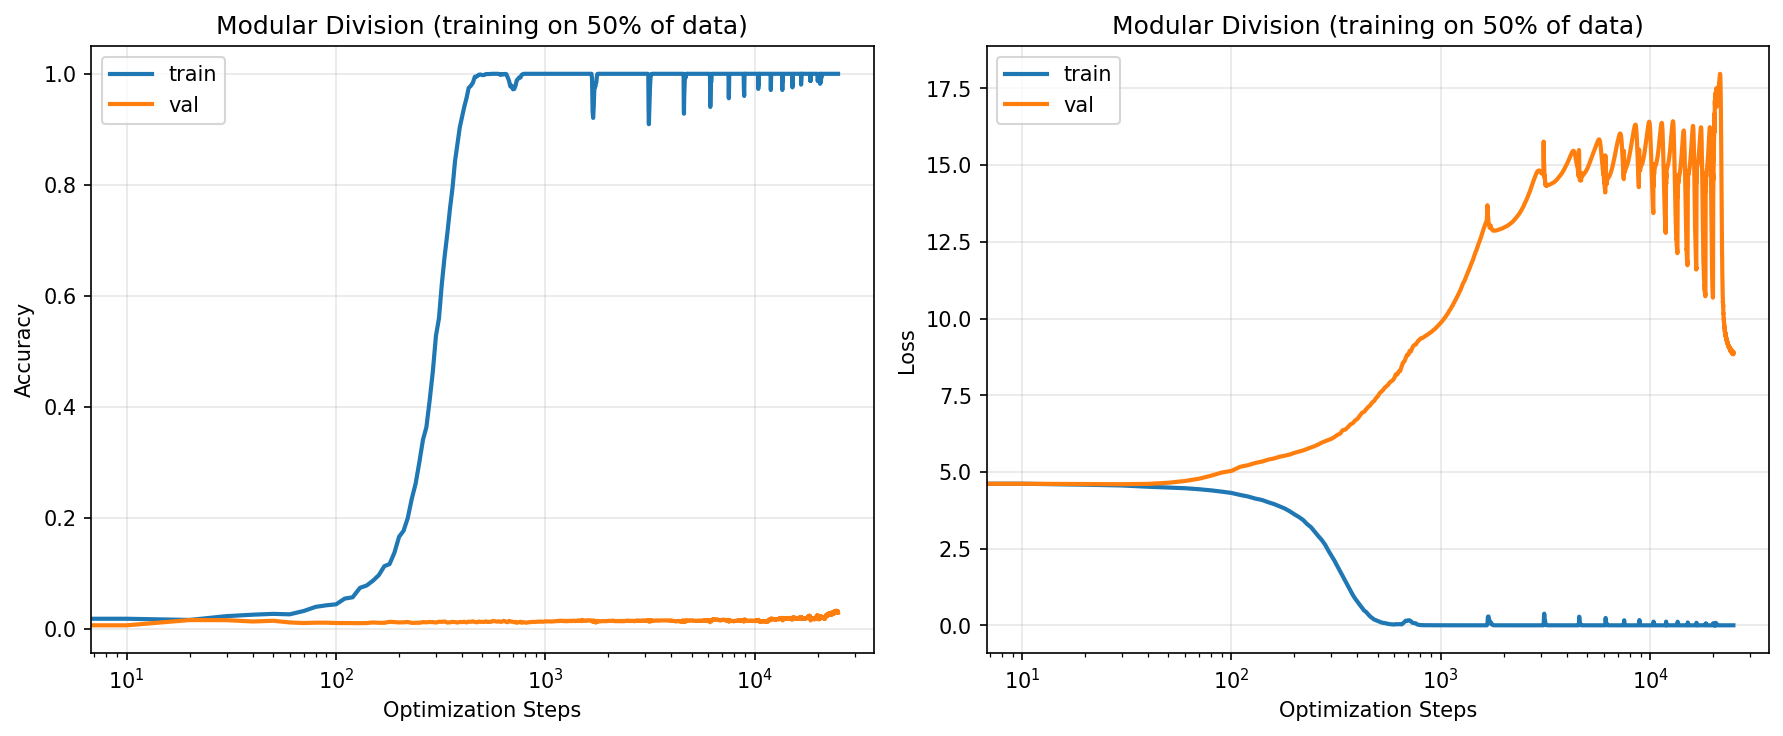 Modular Division (training on 50% of data)
train
val
1.0
0.8
0.6
0.4
0.2
0.0
Accuracy
10¹
10²
10³
10⁴
Optimization Steps
Modular Division (training on 50% of data)
train
val
17.5
15.0
12.5
10.0
7.5
5.0
2.5
0.0
Loss
10¹
10²
10³
10⁴
Optimization Steps